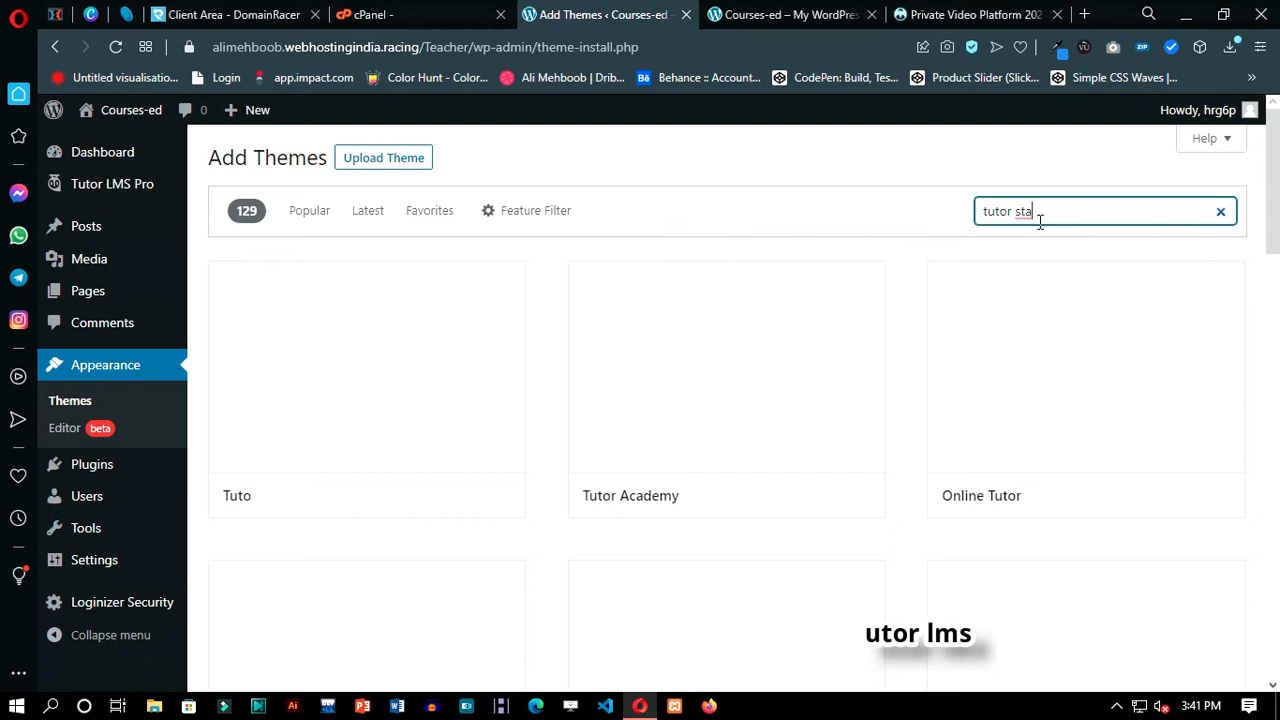 Client Area - DomainRacer
cPanel -
Add Themes ‹ Courses-ed –
Courses-ed – My WordPre
Private Video Platform 202
alimehboob.webhostingindia.racing/Teacher/wp-admin/theme-install.php
Untitled visualisatio...
Login
app.impact.com
Color Hunt - Color...
Ali Mehboob | Drib...
Behance :: Account...
CodePen: Build, Tes...
Product Slider (Slick...
Simple CSS Waves |...
Courses-ed
0
New
Howdy, hrg6p
Dashboard
Tutor LMS Pro
Posts
Media
Pages
Comments
Appearance
Themes
Editor beta
Plugins
Users
Tools
Settings
Loginizer Security
Collapse menu
Add Themes
Upload Theme
Help
129
Popular
Latest
Favorites
Feature Filter
tutor sta
Tuto
Tutor Academy
Online Tutor
utor lms
3:41 PM